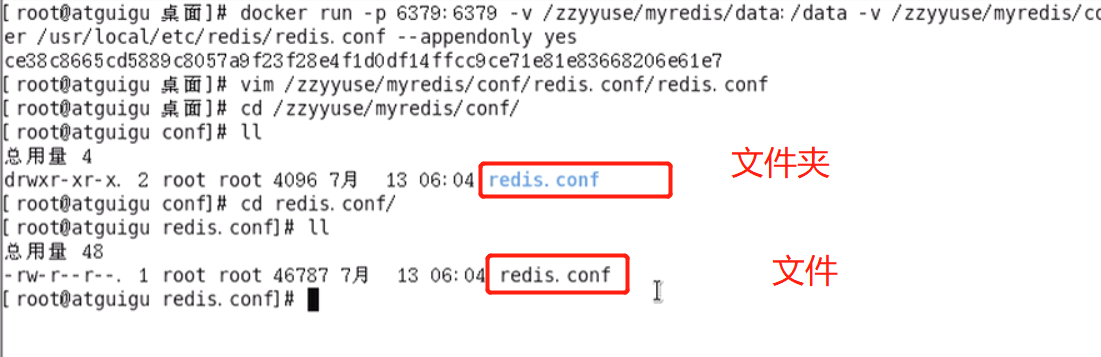 [root@atguigu 桌面]# docker run -p 6379:6379 -v /zzyyuse/myredis/data:/data -v /zzyyuse/myredis/co
er /usr/local/etc/redis/redis.conf --appendonly yes
ce38c8665cd5889c8057a9f23f28e4f1d0df14ffcc9ce71e81e83668206e61e7
[root@atguigu 桌面]# vim /zzyyuse/myredis/conf/redis.conf/redis.conf
[root@atguigu 桌面]# cd /zzyyuse/myredis/conf/
[root@atguigu conf]# ll
总用量 4
drwxr-xr-x. 2 root root 4096 7月  13 06:04 redis.conf
文件夹
[root@atguigu conf]# cd redis.conf/
[root@atguigu redis.conf]# ll
总用量 48
-rw-r--r--. 1 root root 46787 7月  13 06:04 redis.conf
文件
[root@atguigu redis.conf]#